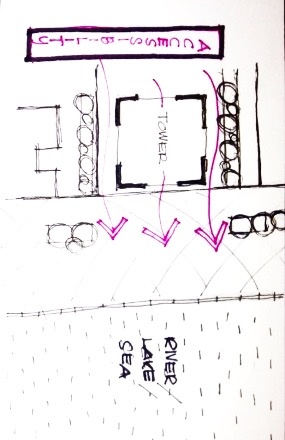 ACCESSIBILITY
TOWER
RIVER
LAKE/
SEA